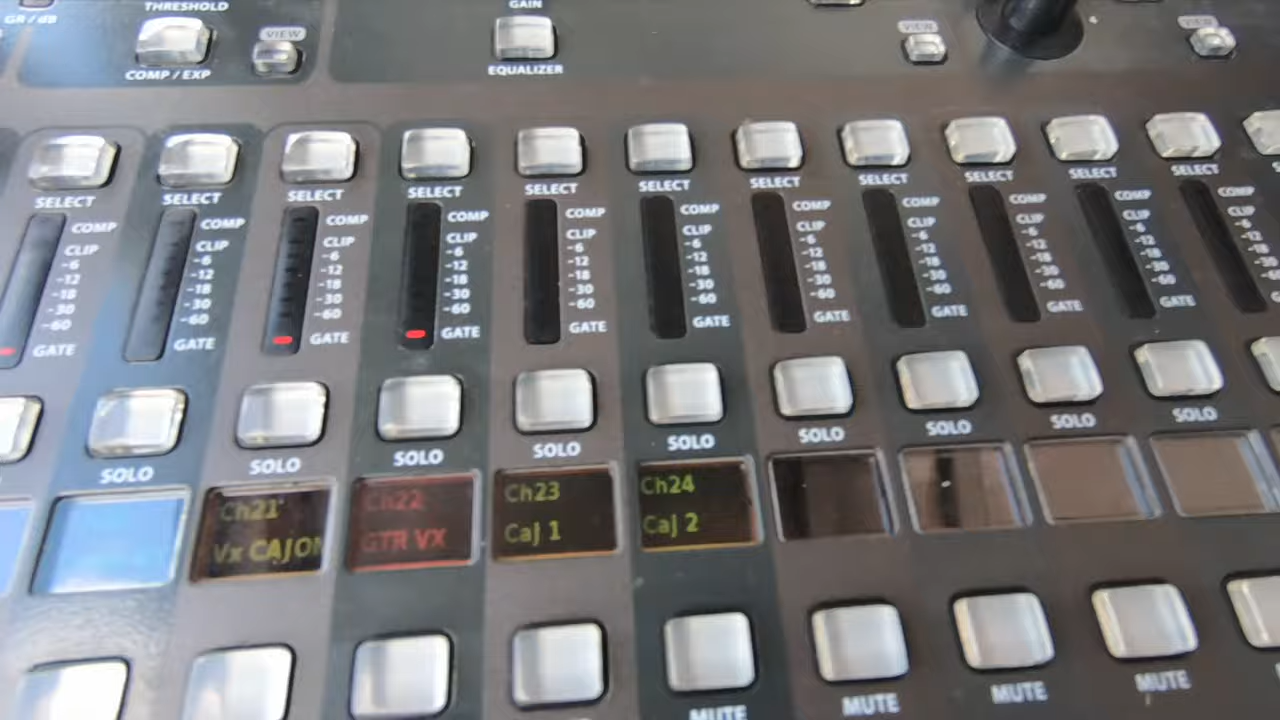 THRESHOLD
GAIN
GR / dB
VIEW
VIEW
VIEW
COMP / EXP
EQUALIZER
SELECT
SELECT
SELECT
SELECT
SELECT
SELECT
SELECT
SELECT
SELECT
SELECT
SELECT
COMP
CLIP
-6
-12
-18
-30
-60
GATE
COMP
CLIP
-6
-12
-18
-30
-60
GATE
COMP
CLIP
-6
-12
-18
-30
-60
GATE
COMP
CLIP
-6
-12
-18
-30
-60
GATE
COMP
CLIP
-6
-12
-18
-30
-60
GATE
COMP
CLIP
-6
-12
-18
-30
-60
GATE
COMP
CLIP
-6
-12
-18
-30
-60
GATE
COMP
CLIP
-6
-12
-18
-30
-60
GATE
COMP
CLIP
-6
-12
-18
-30
-60
GATE
COMP
CLIP
-6
-12
-18
-30
-60
GATE
COMP
CLIP
-6
-12
-18
-30
-60
SOLO
SOLO
SOLO
SOLO
SOLO
SOLO
SOLO
SOLO
SOLO
Ch21
Vx CAJON
Ch22
GTR VX
Ch23
Caj 1
Ch24
Caj 2
MUTE
MUTE
MUTE
MUTE